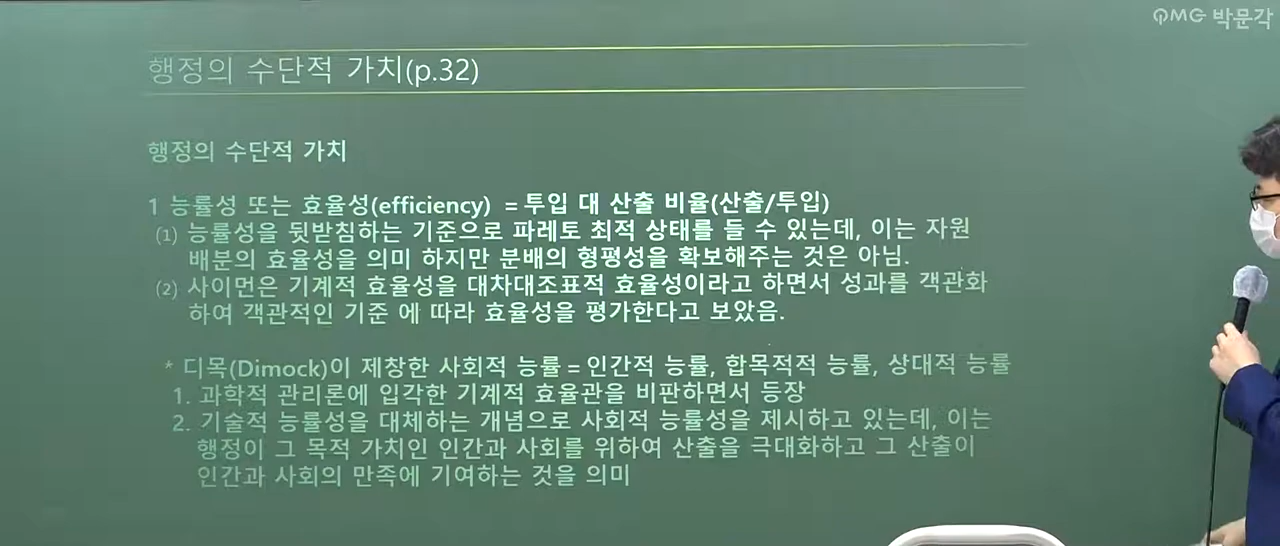 PMG 박문각
행정의 수단적 가치(p.32)
행정의 수단적 가치
1 능률성 또는 효율성(efficiency) = 투입 대 산출 비율(산출/투입)
(1) 능률성을 뒷받침하는 기준으로 파레토 최적 상태를 들 수 있는데, 이는 자원
배분의 효율성을 의미 하지만 분배의 형평성을 확보해주는 것은 아님.
(2) 사이먼은 기계적 효율성을 대차대조표적 효율성이라고 하면서 성과를 객관화
하여 객관적인 기준 에 따라 효율성을 평가한다고 보았음.
* 디목(Dimock)이 제창한 사회적 능률 = 인간적 능률, 합목적적 능률, 상대적 능률
1. 과학적 관리론에 입각한 기계적 효율관을 비판하면서 등장
2. 기술적 능률성을 대체하는 개념으로 사회적 능률성을 제시하고 있는데, 이는
행정이 그 목적 가치인 인간과 사회를 위하여 산출을 극대화하고 그 산출이
인간과 사회의 만족에 기여하는 것을 의미